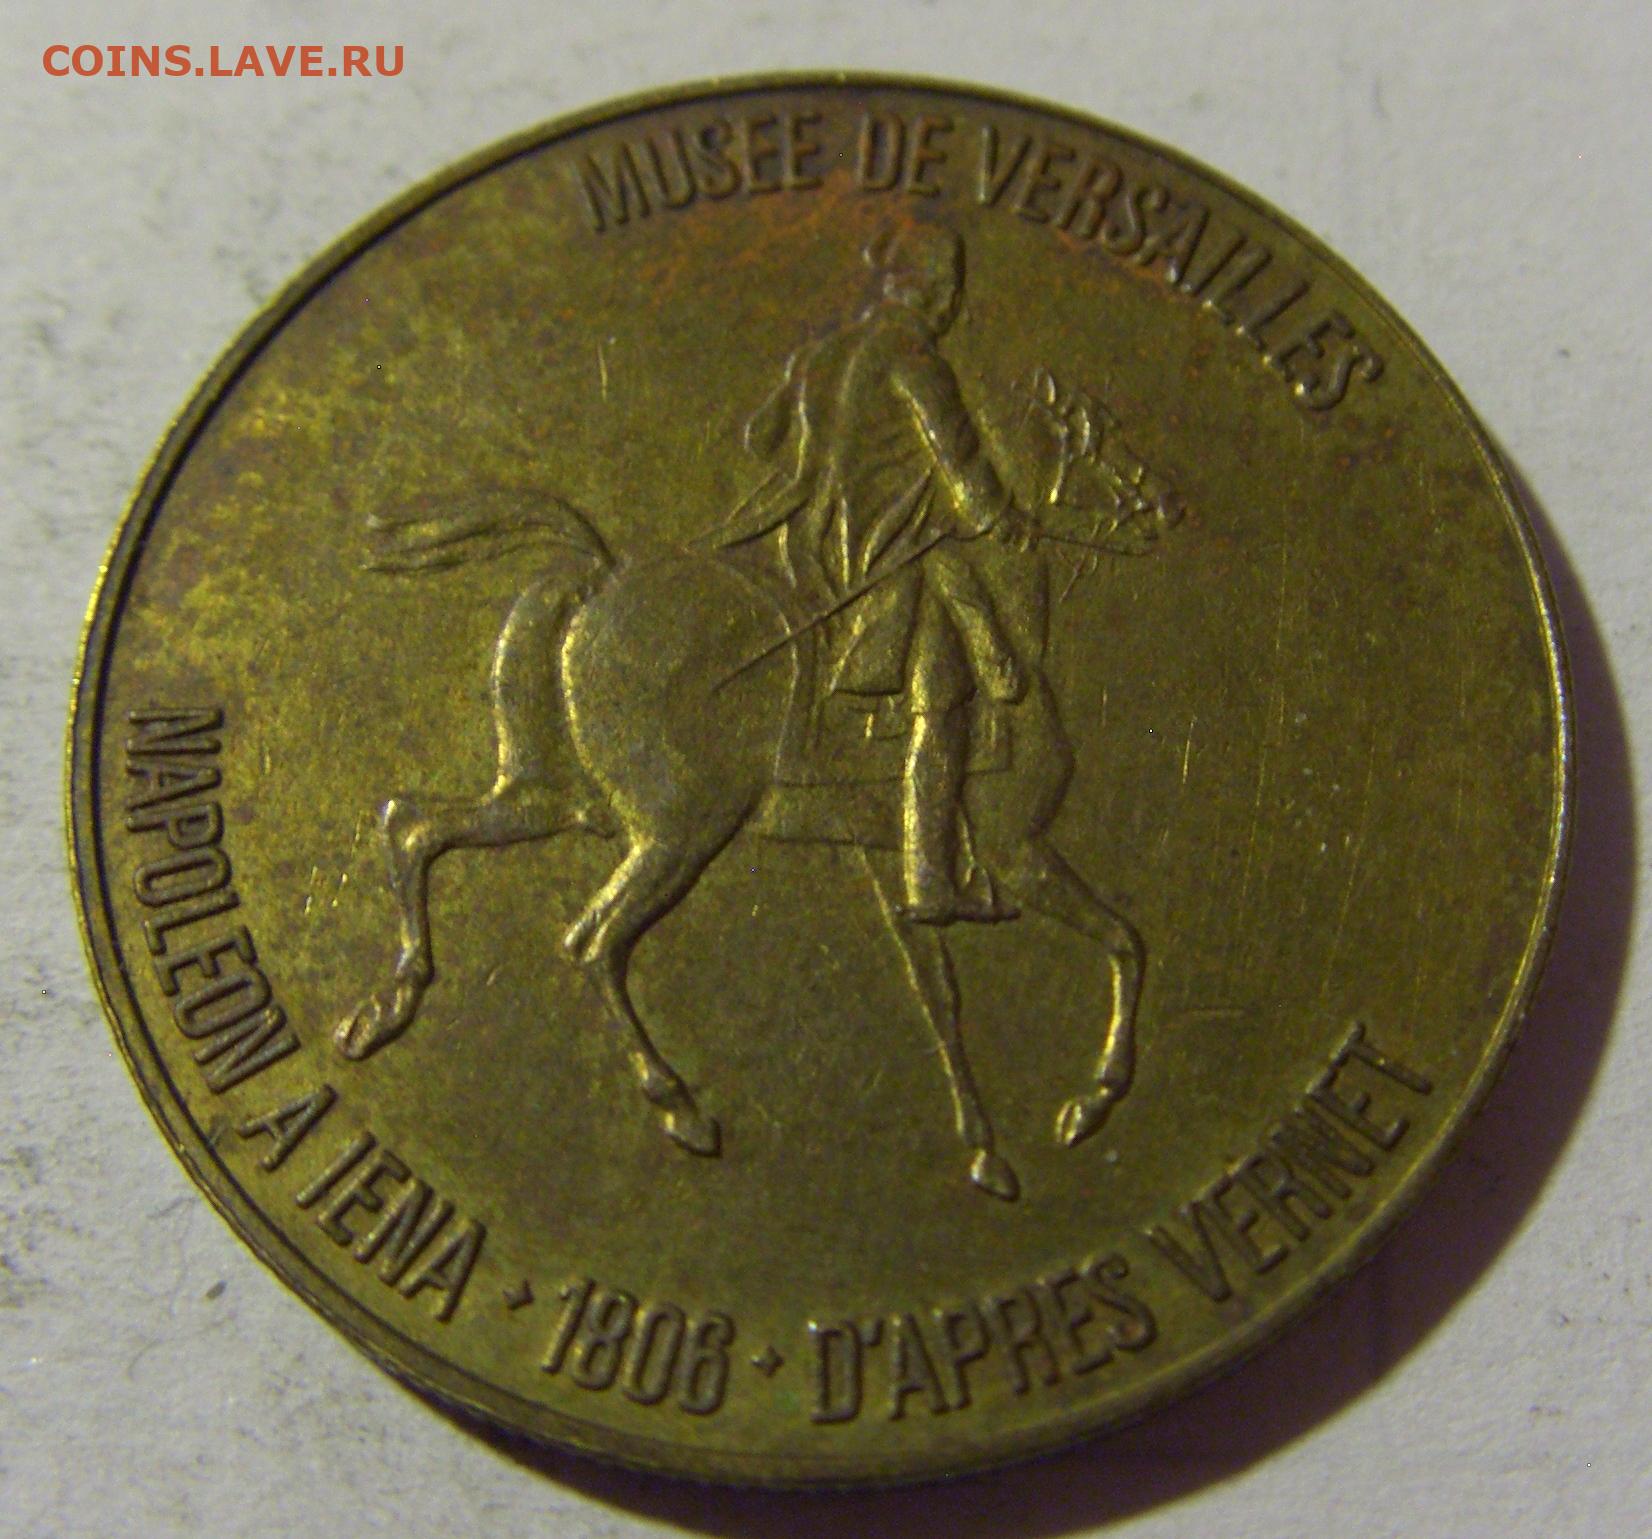 COINS.LAVE.RU
MUSEE DE VERSAILLES
NAPOLEON A IENA • 1806 • D'APRES VERNET